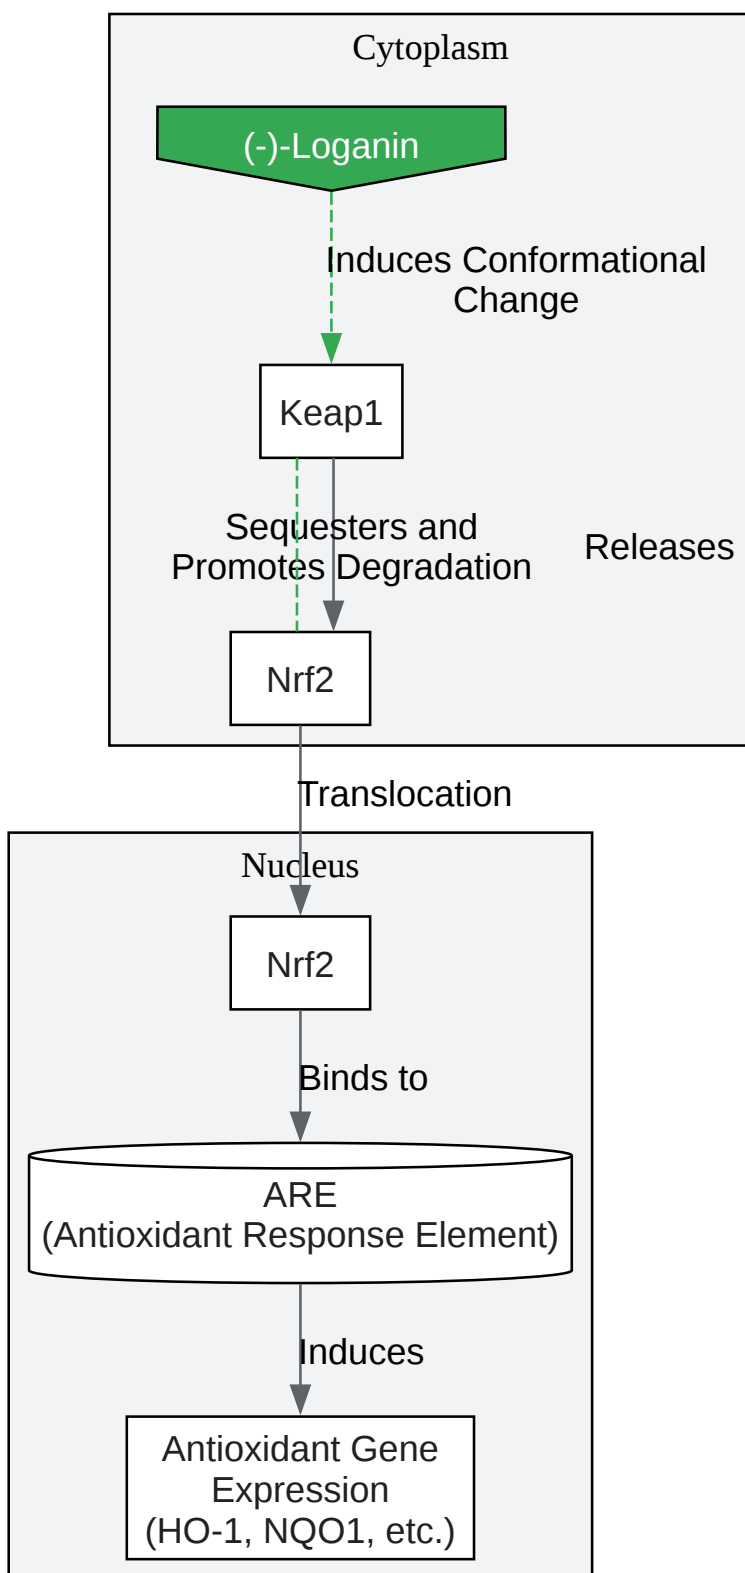 Cytoplasm
(-)-Loganin
Induces Conformational
Change
Keap1
Sequesters and
Promotes Degradation
Releases
Nrf2
Translocation
Nucleus
Nrf2
Binds to
ARE
(Antioxidant Response Element)
Induces
Antioxidant Gene
Expression
(HO-1, NQO1, etc.)